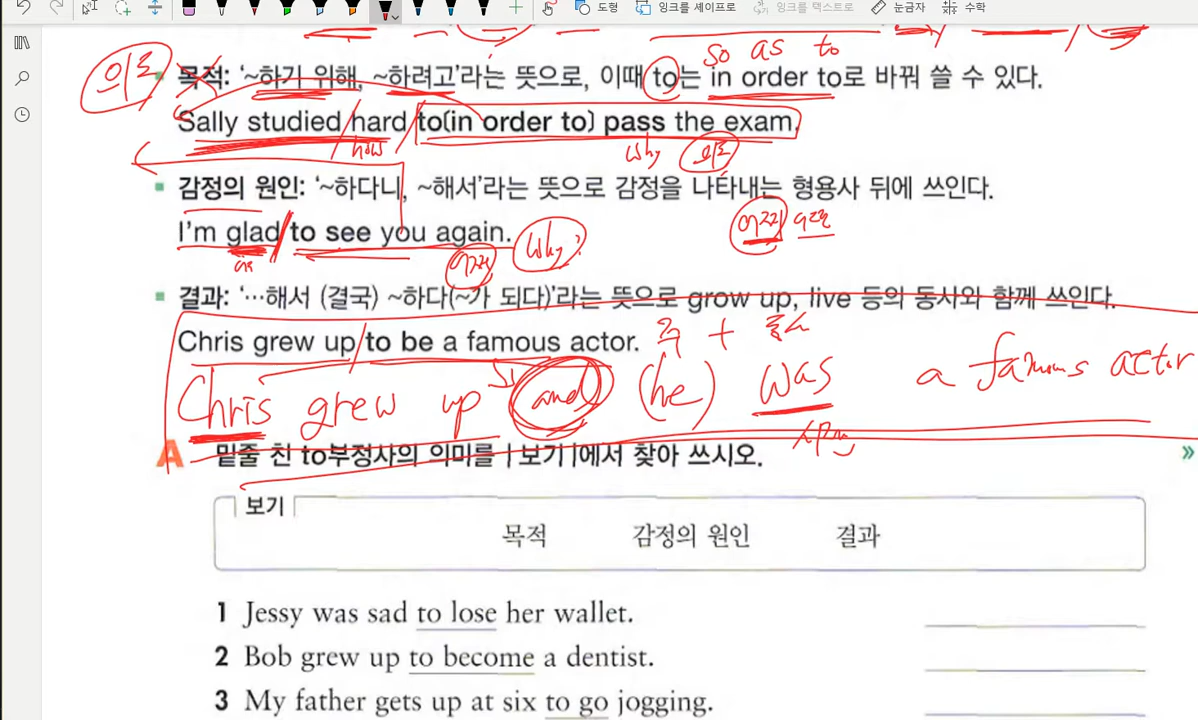 도형 잉크를 셰이프로 잉크를 텍스트로 눈금자 수학
so as to
의도 목적: '~하기 위해, ~하려고'라는 뜻으로, 이때 to는 in order to로 바꿔 쓸 수 있다.
Sally studied hard to(in order to) pass the exam.
how why 의도
감정의 원인: '~하다니, ~해서'라는 뜻으로 감정을 나타내는 형용사 뒤에 쓰인다.
I'm glad to see you again. why?
결과: '…해서 (결국) ~하다(~가 되다)'라는 뜻으로 grow up, live 등의 동사와 함께 쓰인다.
Chris grew up to be a famous actor.
Chris grew up and (he) was a famous actor
A 밑줄 친 to부정사의 의미를 |보기|에서 찾아 쓰시오.
보기
목적 감정의 원인 결과
1 Jessy was sad to lose her wallet.
2 Bob grew up to become a dentist.
3 My father gets up at six to go jogging.